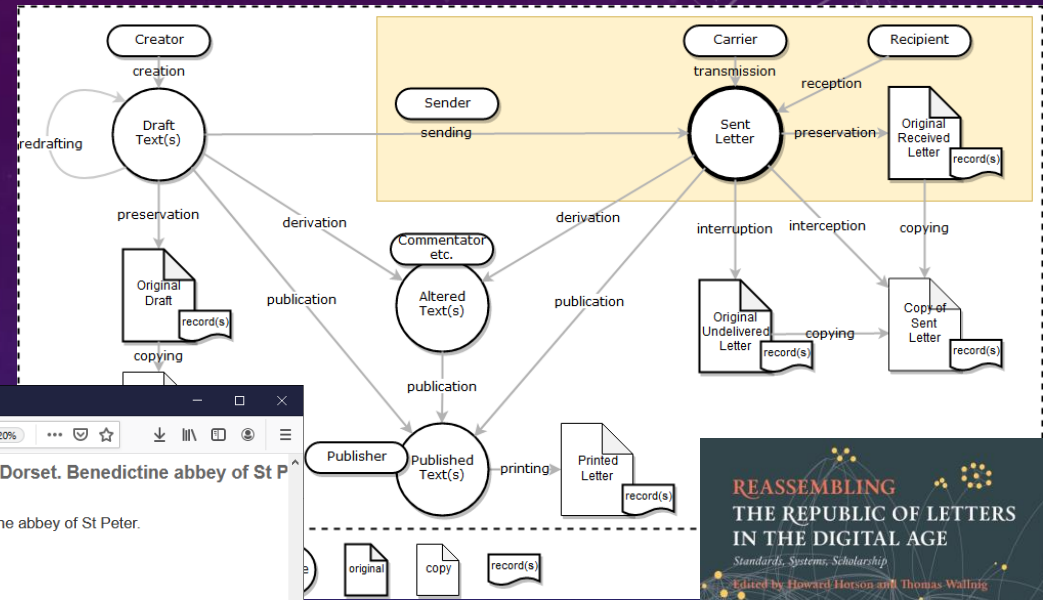 Creator
Carrier
Recipient
creation
transmission
reception
Sender
Draft
Text(s)
redrafting
sending
Sent
Letter
preservation
Original
Received
Letter
record(s)
preservation
derivation
derivation
interruption
interception
copying
Commentator
etc.
Original
Draft
record(s)
publication
Altered
Text(s)
publication
Original
Undelivered
Letter
record(s)
copying
Copy of
Sent
Letter
record(s)
copying
publication
Publisher
Published
Text(s)
printing
Printed
Letter
record(s)
original
copy
record(s)
20%
Dorset. Benedictine abbey of St P
ne abbey of St Peter.
REASSEMBLING
THE REPUBLIC OF LETTERS
IN THE DIGITAL AGE
Standards, Systems, Scholarship
Edited by Howard Hotson and Thomas Wallnig